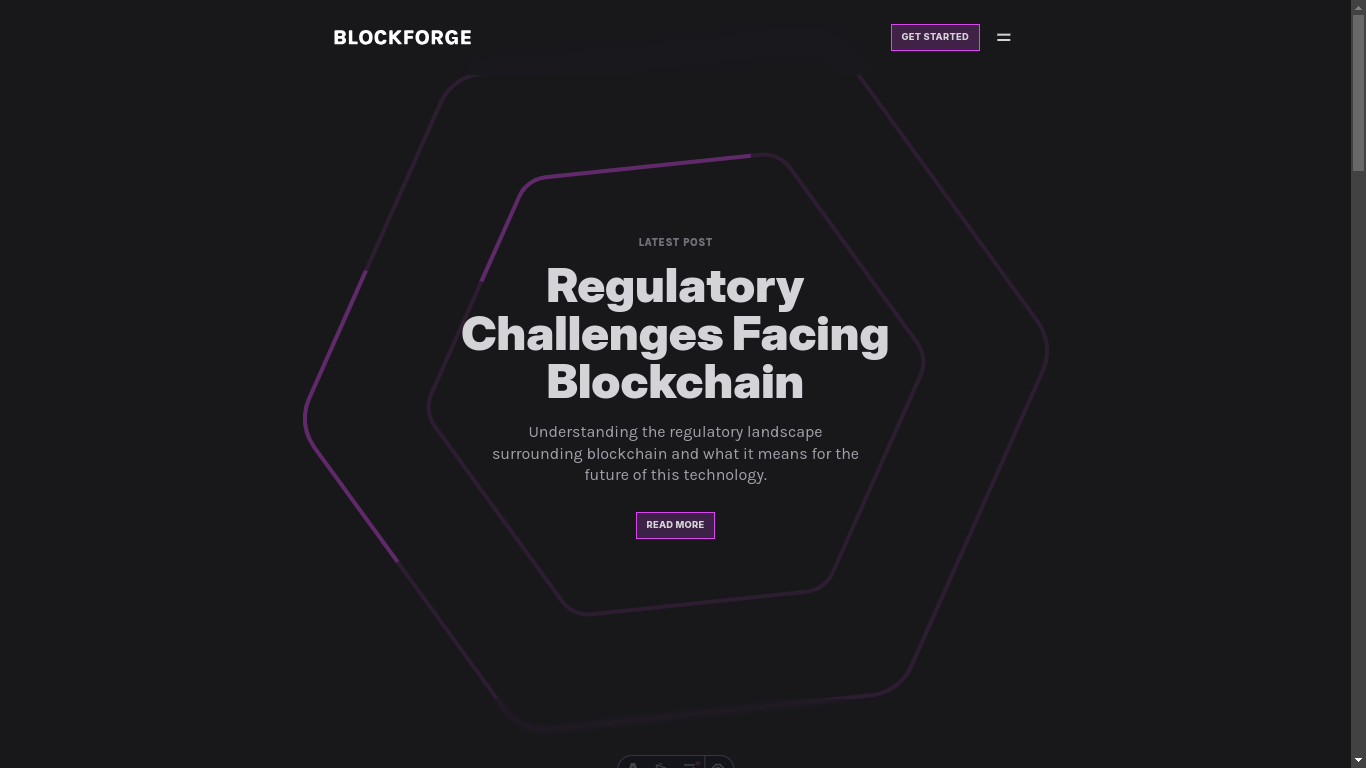 BLOCKFORGE
GET STARTED
LATEST POST
Regulatory
Challenges Facing
Blockchain
Understanding the regulatory landscape
surrounding blockchain and what it means for the
future of this technology.
READ MORE